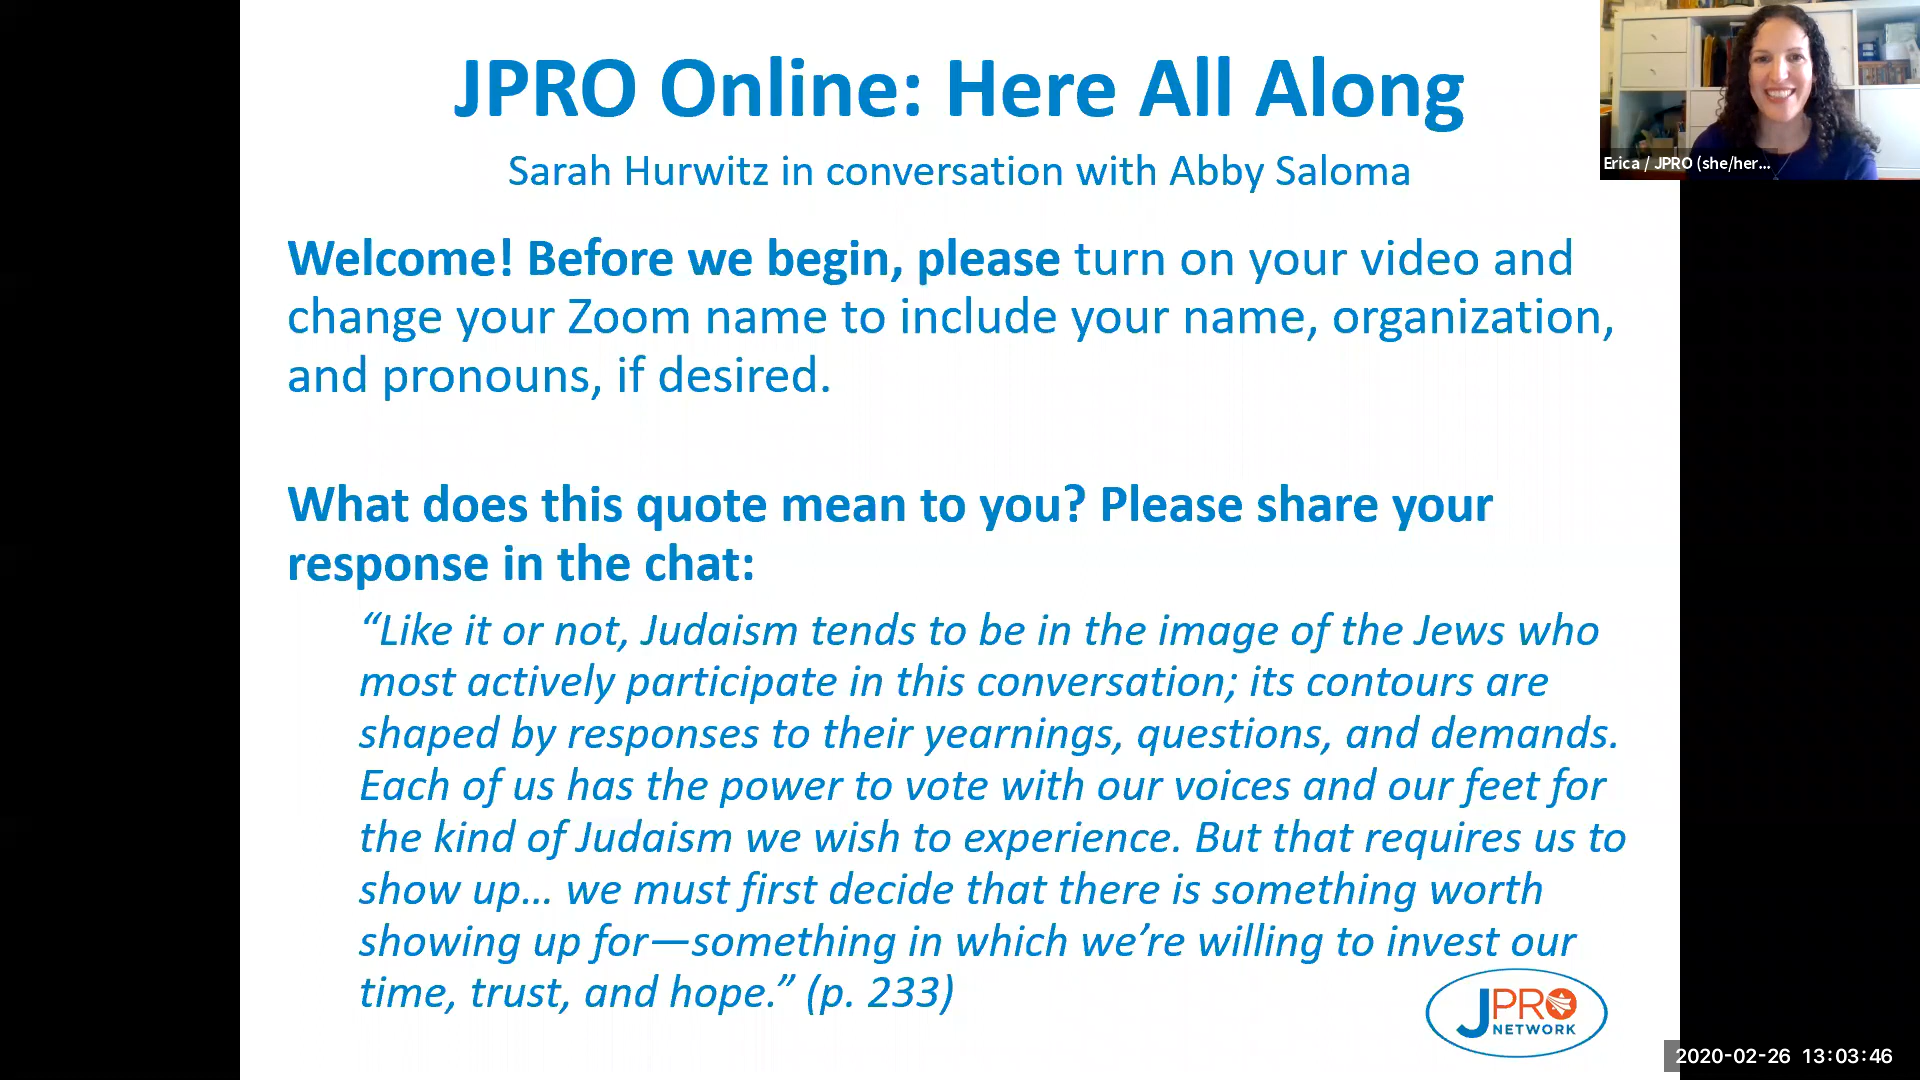 JPRO Online: Here All Along
Sarah Hurwitz in conversation with Abby Saloma
Erica / JPRO (she/her...
Welcome! Before we begin, please turn on your video and
change your Zoom name to include your name, organization,
and pronouns, if desired.
What does this quote mean to you? Please share your
response in the chat:
“Like it or not, Judaism tends to be in the image of the Jews who
most actively participate in this conversation; its contours are
shaped by responses to their yearnings, questions, and demands.
Each of us has the power to vote with our voices and our feet for
the kind of Judaism we wish to experience. But that requires us to
show up... we must first decide that there is something worth
showing up for—something in which we’re willing to invest our
time, trust, and hope.” (p. 233)
JPRO
NETWORK
2020-02-26 13:03:46